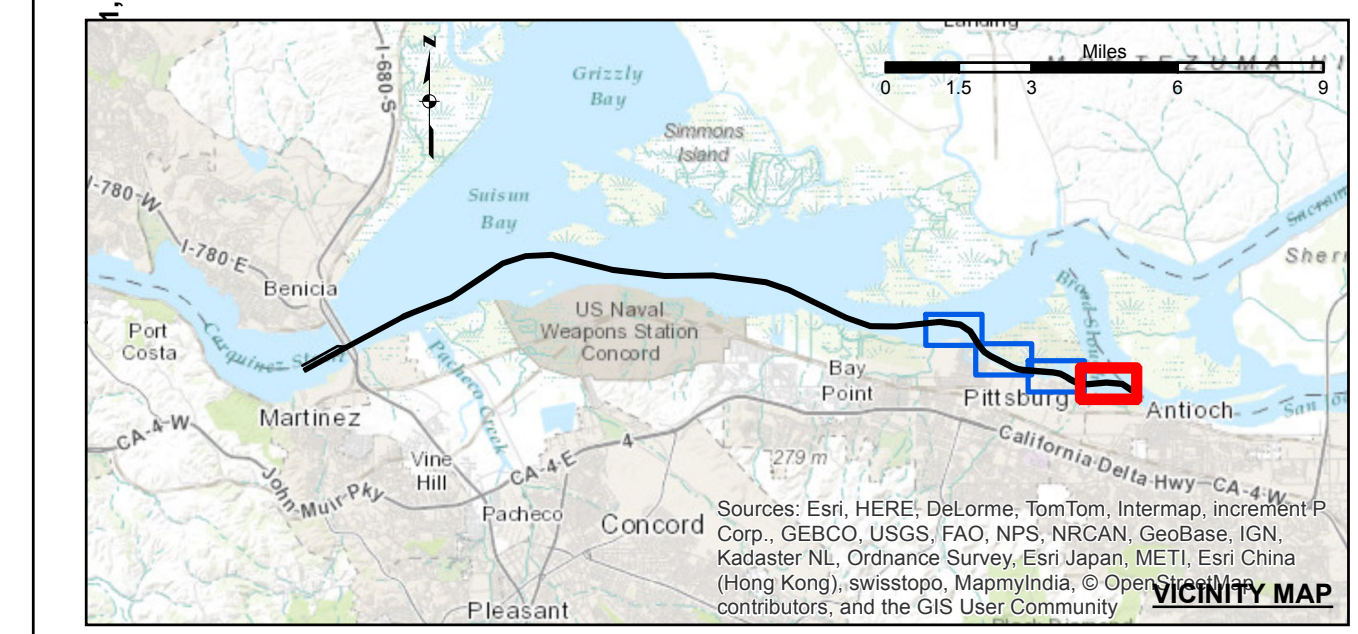 Landing
Miles
0 1.5 3 6 9
N
I-680 S
Grizzly
Bay
Simmons
Island
I-780-W
Suisun
Bay
I-780 E
Benicia
US Naval
Weapons Station
Concord
Port
Costa
Carquinez
Pacheco Creek
Bay
Point
Pittsburg
Antioch
Martinez
CA-4-W
John-Muir-Pky
Vine
Hill
CA-4-E
4
279 m
California-Delta-Hwy
CA-4-W
Pacheco
Concord
Pleasant
Sources: Esri, HERE, DeLorme, TomTom, Intermap, increment P
Corp., GEBCO, USGS, FAO, NPS, NRCAN, GeoBase, IGN,
Kadaster NL, Ordnance Survey, Esri Japan, METI, Esri China
(Hong Kong), swisstopo, MapmyIndia, © OpenStreetMap
contributors, and the GIS User Community
VICINITY MAP